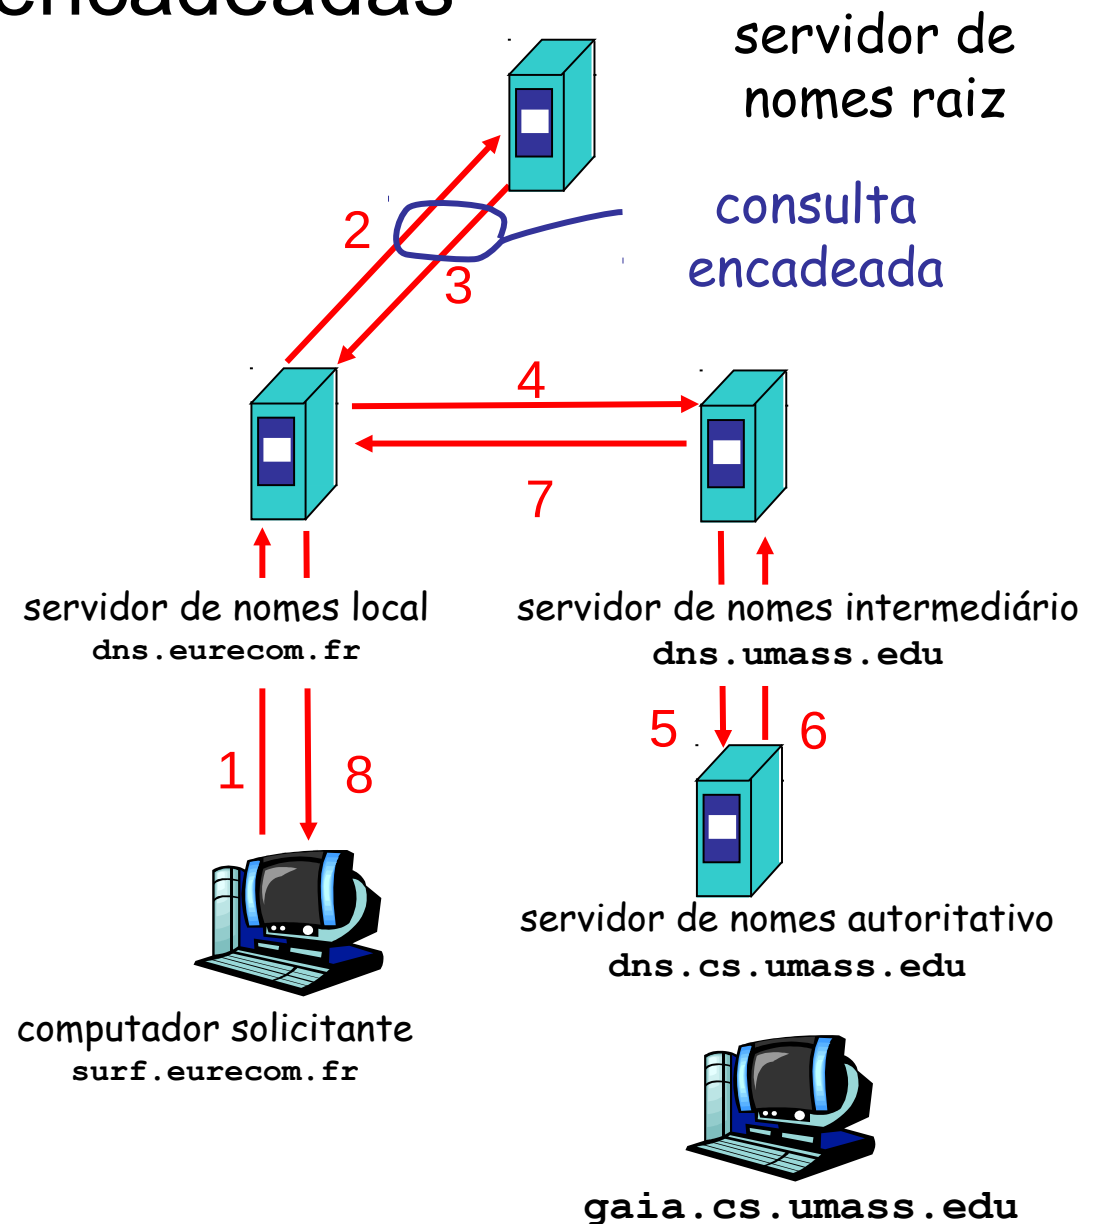 encadeadas
servidor de
nomes raiz
consulta
encadeada
2
3
4
7
servidor de nomes local
dns.eurecom.fr
servidor de nomes intermediário
dns.umass.edu
1
8
5
6
servidor de nomes autoritativo
dns.cs.umass.edu
computador solicitante
surf.eurecom.fr
gaia.cs.umass.edu